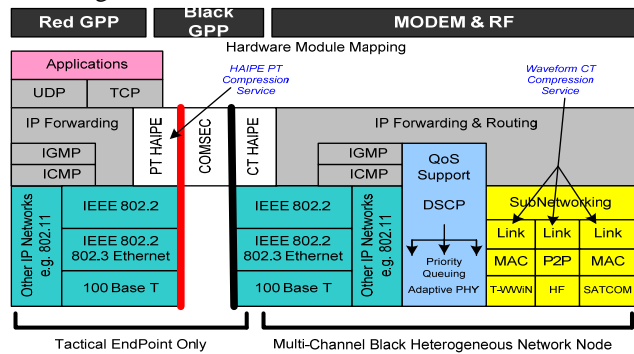 Red GPP
Black
GPP
MODEM & RF
Hardware Module Mapping
Applications
HAIPE PT
Compression
Service
Waveform CT
Compression
Service
UDP
TCP
IP Forwarding
PT HAIPE
COMSEC
CT HAIPE
IP Forwarding & Routing
IGMP
ICMP
IGMP
ICMP
QoS
Support
DSCP
Priority
Queuing
Adaptive PHY
SubNetworking
Link
Link
Link
MAC
P2P
MAC
T-WWiN
HF
SATCOM
Other IP Networks
e.g. 802.11
IEEE 802.2
IEEE 802.2
802.3 Ethernet
100 Base T
IEEE 802.2
IEEE 802.2
802.3 Ethernet
100 Base T
Other IP Networks
e.g. 802.11
Tactical EndPoint Only
Multi-Channel Black Heterogeneous Network Node